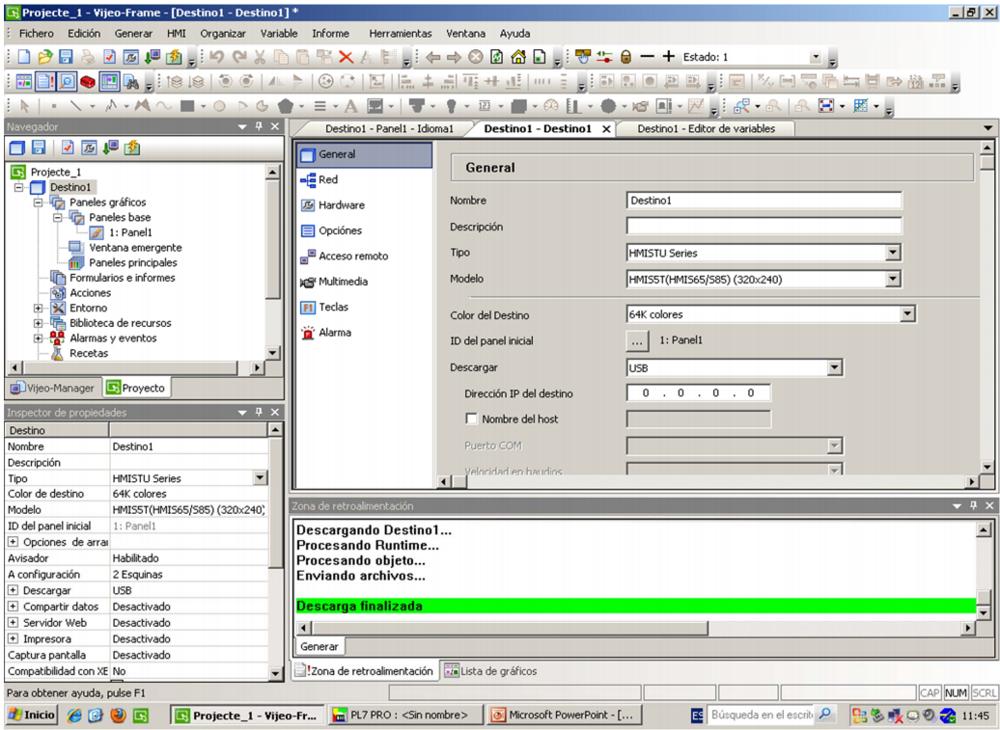 Projecte_1 - Vijeo-Frame - [Destino1 - Destino1] *
Fichero Edición Generar HMI Organizar Variable Informe Herramientas Ventana Ayuda
Estado: 1
Navegador
Projecte_1
Destino1
Paneles gráficos
Paneles base
1: Panel1
Ventana emergente
Paneles principales
Formularios e informes
Acciones
Entorno
Biblioteca de recursos
Alarmas y eventos
Recetas
Vijeo-Manager Proyecto
Inspector de propiedades
Destino
Nombre Destino1
Descripción
Tipo HMISTU Series
Color de destino 64K colores
Modelo HMIS5T(HMIS65/S85) (320x240)
ID del panel inicial 1: Panel1
Opciones de arran
Avisador Habilitado
A configuración 2 Esquinas
Descargar USB
Compartir datos Desactivado
Servidor Web Desactivado
Impresora Desactivado
Captura pantalla Desactivado
Compatibilidad con XE No
Destino1 - Panel1 - Idioma1 Destino1 - Destino1 Destino1 - Editor de variables
General
Red
Hardware
Opciónes
Acceso remoto
Multimedia
F1 Teclas
Alarma
General
Nombre Destino1
Descripción
Tipo HMISTU Series
Modelo HMIS5T(HMIS65/S85) (320x240)
Color del Destino 64K colores
ID del panel inicial ... 1: Panel1
Descargar USB
Dirección IP del destino 0 . 0 . 0 . 0
Nombre del host
Puerto COM
Velocidad en baudios
Zona de retroalimentación
Descargando Destino1...
Procesando Runtime...
Procesando objeto...
Enviando archivos...
Descarga finalizada
Generar
Zona de retroalimentación Lista de gráficos
Para obtener ayuda, pulse F1
CAP NUM SCRL
Inicio Projecte_1 - Vijeo-Fr... PL7 PRO : <Sin nombre> Microsoft PowerPoint - [... ES Búsqueda en el escrit 11:45